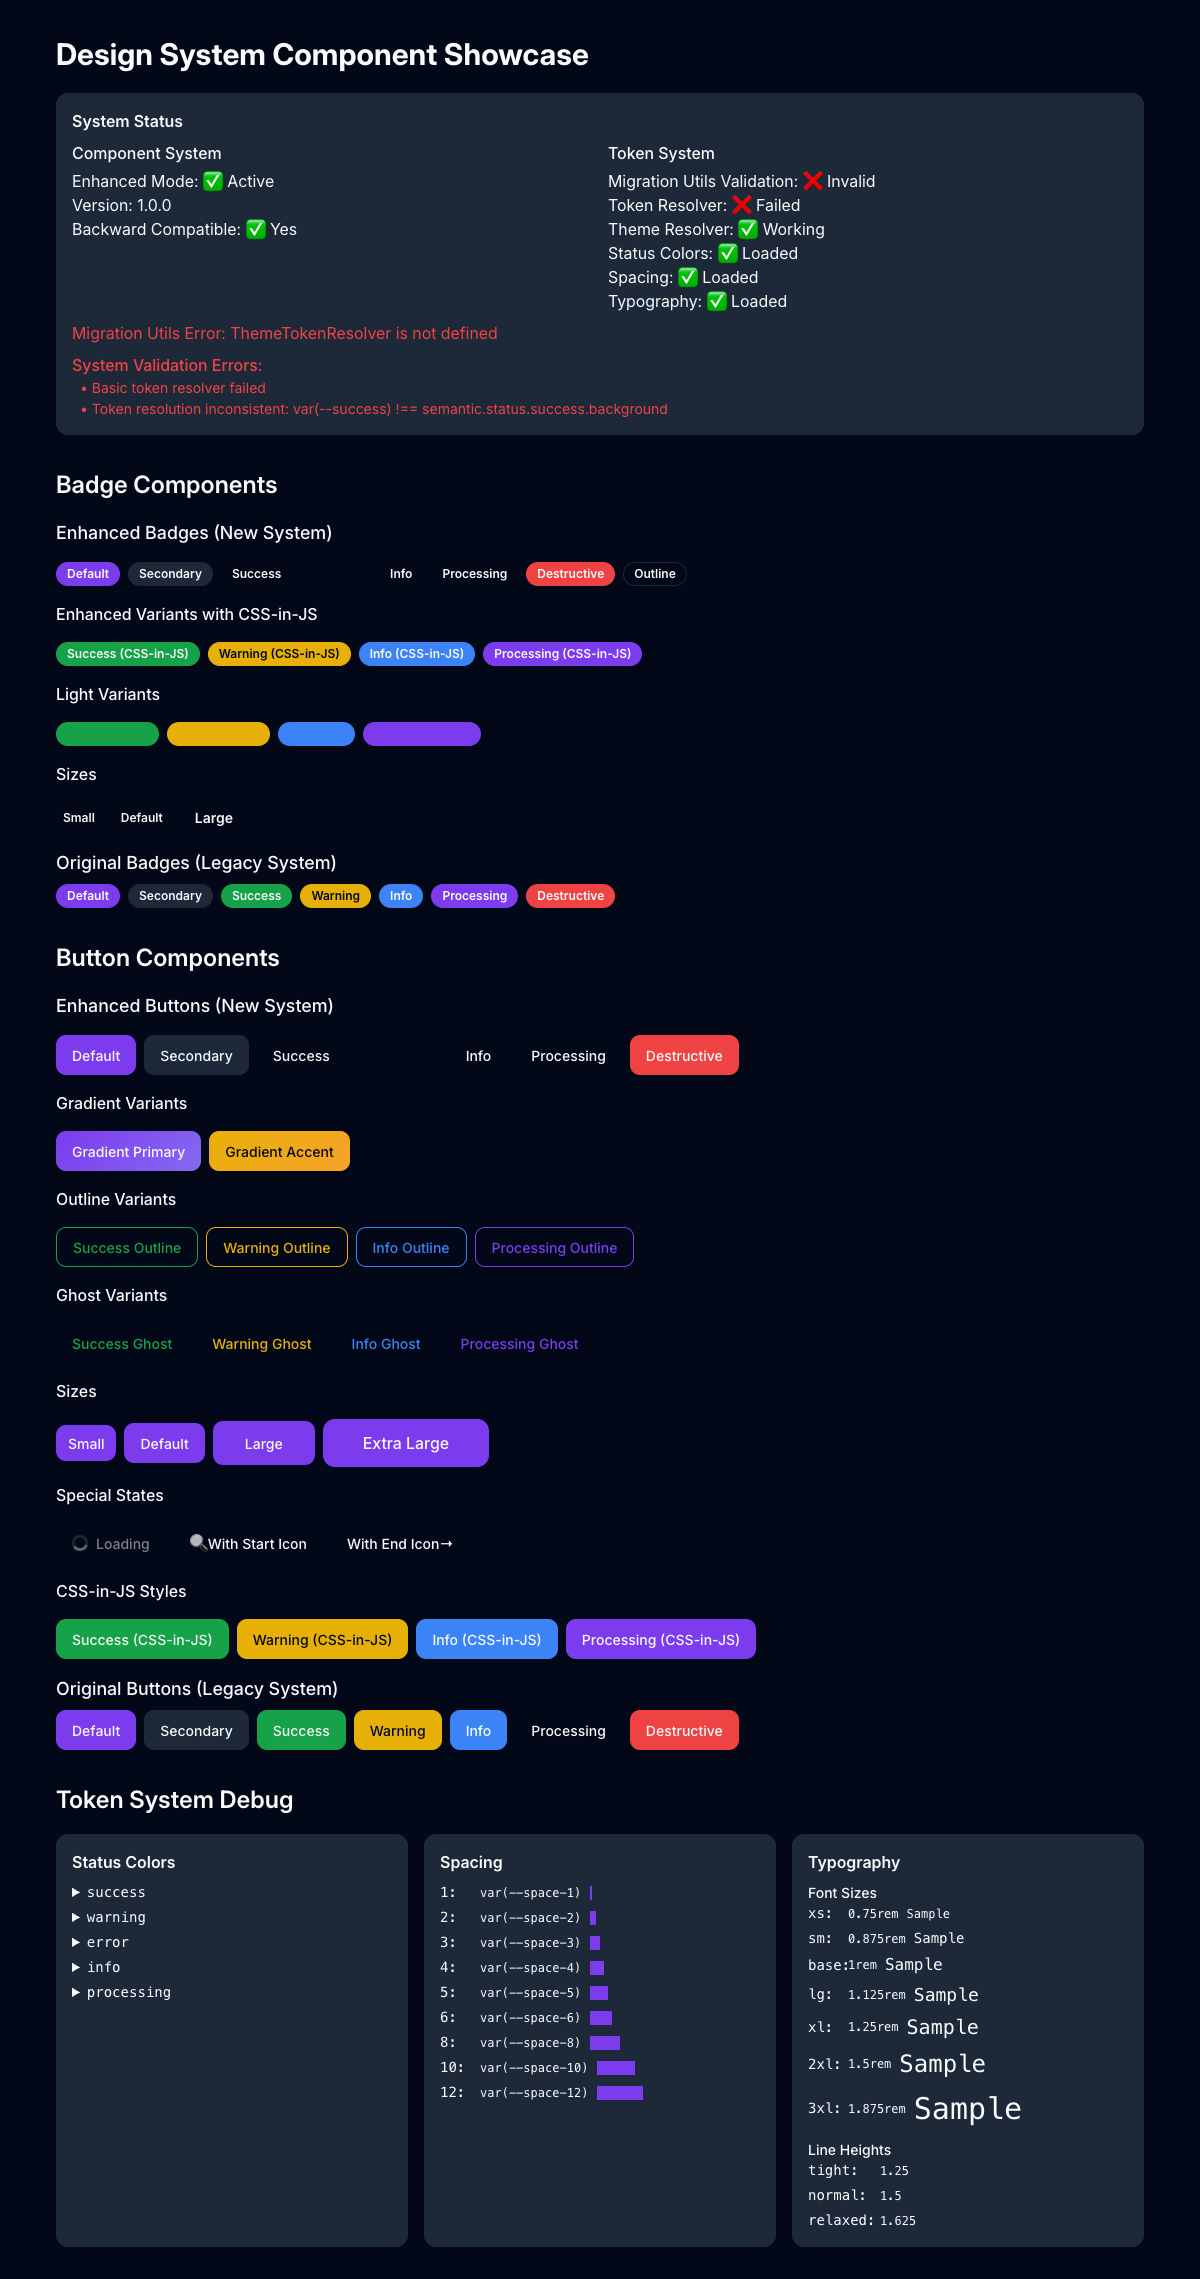 Design System Component Showcase
System Status
Component System
Enhanced Mode: ✅ Active
Version: 1.0.0
Backward Compatible: ✅ Yes
Token System
Migration Utils Validation: ❌ Invalid
Token Resolver: ❌ Failed
Theme Resolver: ✅ Working
Status Colors: ✅ Loaded
Spacing: ✅ Loaded
Typography: ✅ Loaded
Migration Utils Error: ThemeTokenResolver is not defined
System Validation Errors:
• Basic token resolver failed
• Token resolution inconsistent: var(--success) !== semantic.status.success.background
Badge Components
Enhanced Badges (New System)
Default Secondary Success Info Processing Destructive Outline
Enhanced Variants with CSS-in-JS
Success (CSS-in-JS) Warning (CSS-in-JS) Info (CSS-in-JS) Processing (CSS-in-JS)
Light Variants
Sizes
Small Default Large
Original Badges (Legacy System)
Default Secondary Success Warning Info Processing Destructive
Button Components
Enhanced Buttons (New System)
Default Secondary Success Info Processing Destructive
Gradient Variants
Gradient Primary Gradient Accent
Outline Variants
Success Outline Warning Outline Info Outline Processing Outline
Ghost Variants
Success Ghost Warning Ghost Info Ghost Processing Ghost
Sizes
Small Default Large Extra Large
Special States
Loading 🔍With Start Icon With End Icon→
CSS-in-JS Styles
Success (CSS-in-JS) Warning (CSS-in-JS) Info (CSS-in-JS) Processing (CSS-in-JS)
Original Buttons (Legacy System)
Default Secondary Success Warning Info Processing Destructive
Token System Debug
Status Colors
▶ success
▶ warning
▶ error
▶ info
▶ processing
Spacing
1: var(--space-1)
2: var(--space-2)
3: var(--space-3)
4: var(--space-4)
5: var(--space-5)
6: var(--space-6)
8: var(--space-8)
10: var(--space-10)
12: var(--space-12)
Typography
Font Sizes
xs: 0.75rem Sample
sm: 0.875rem Sample
base: 1rem Sample
lg: 1.125rem Sample
xl: 1.25rem Sample
2xl: 1.5rem Sample
3xl: 1.875rem Sample
Line Heights
tight: 1.25
normal: 1.5
relaxed: 1.625